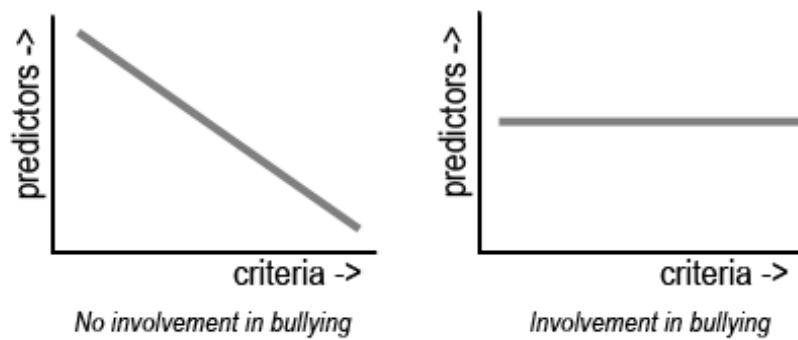 predictors ->
criteria ->
No involvement in bullying
predictors ->
criteria ->
Involvement in bullying